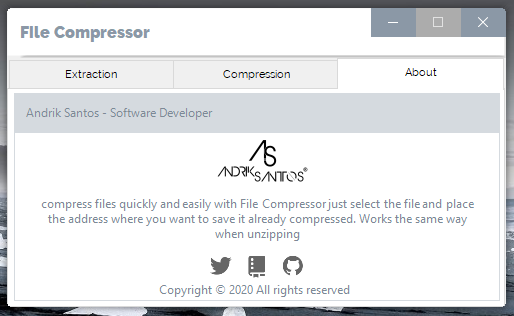 FIle Compressor
Extraction
Compression
About
Andrik Santos - Software Developer
AS
ANDRIK SANTOS®
compress files quickly and easily with File Compressor just select the file and place
the address where you want to save it already compressed. Works the same way
when unzipping
Copyright © 2020 All rights reserved